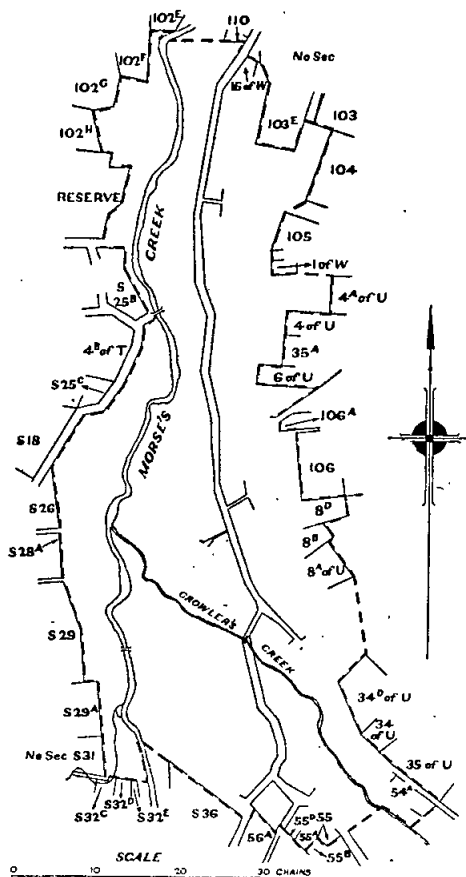 102E
110
102F
No Sec
16 of W
102G
103E
103
102H
104
RESERVE
CREEK
105
1 of W
S
25B
4A of U
4 of U
4B of T
35A
S25C
6 of U
MORSE'S
106A
S18
106
S26
8D
S28A
8B
8A of U
CROWLER'S
CREEK
S29
34D of U
S29A
34
of U
No Sec S31
35 of U
54A
S32C
S32D
S32E
S36
56A
55D
55
55A
55B
SCALE
0 10 20 30 CHAINS